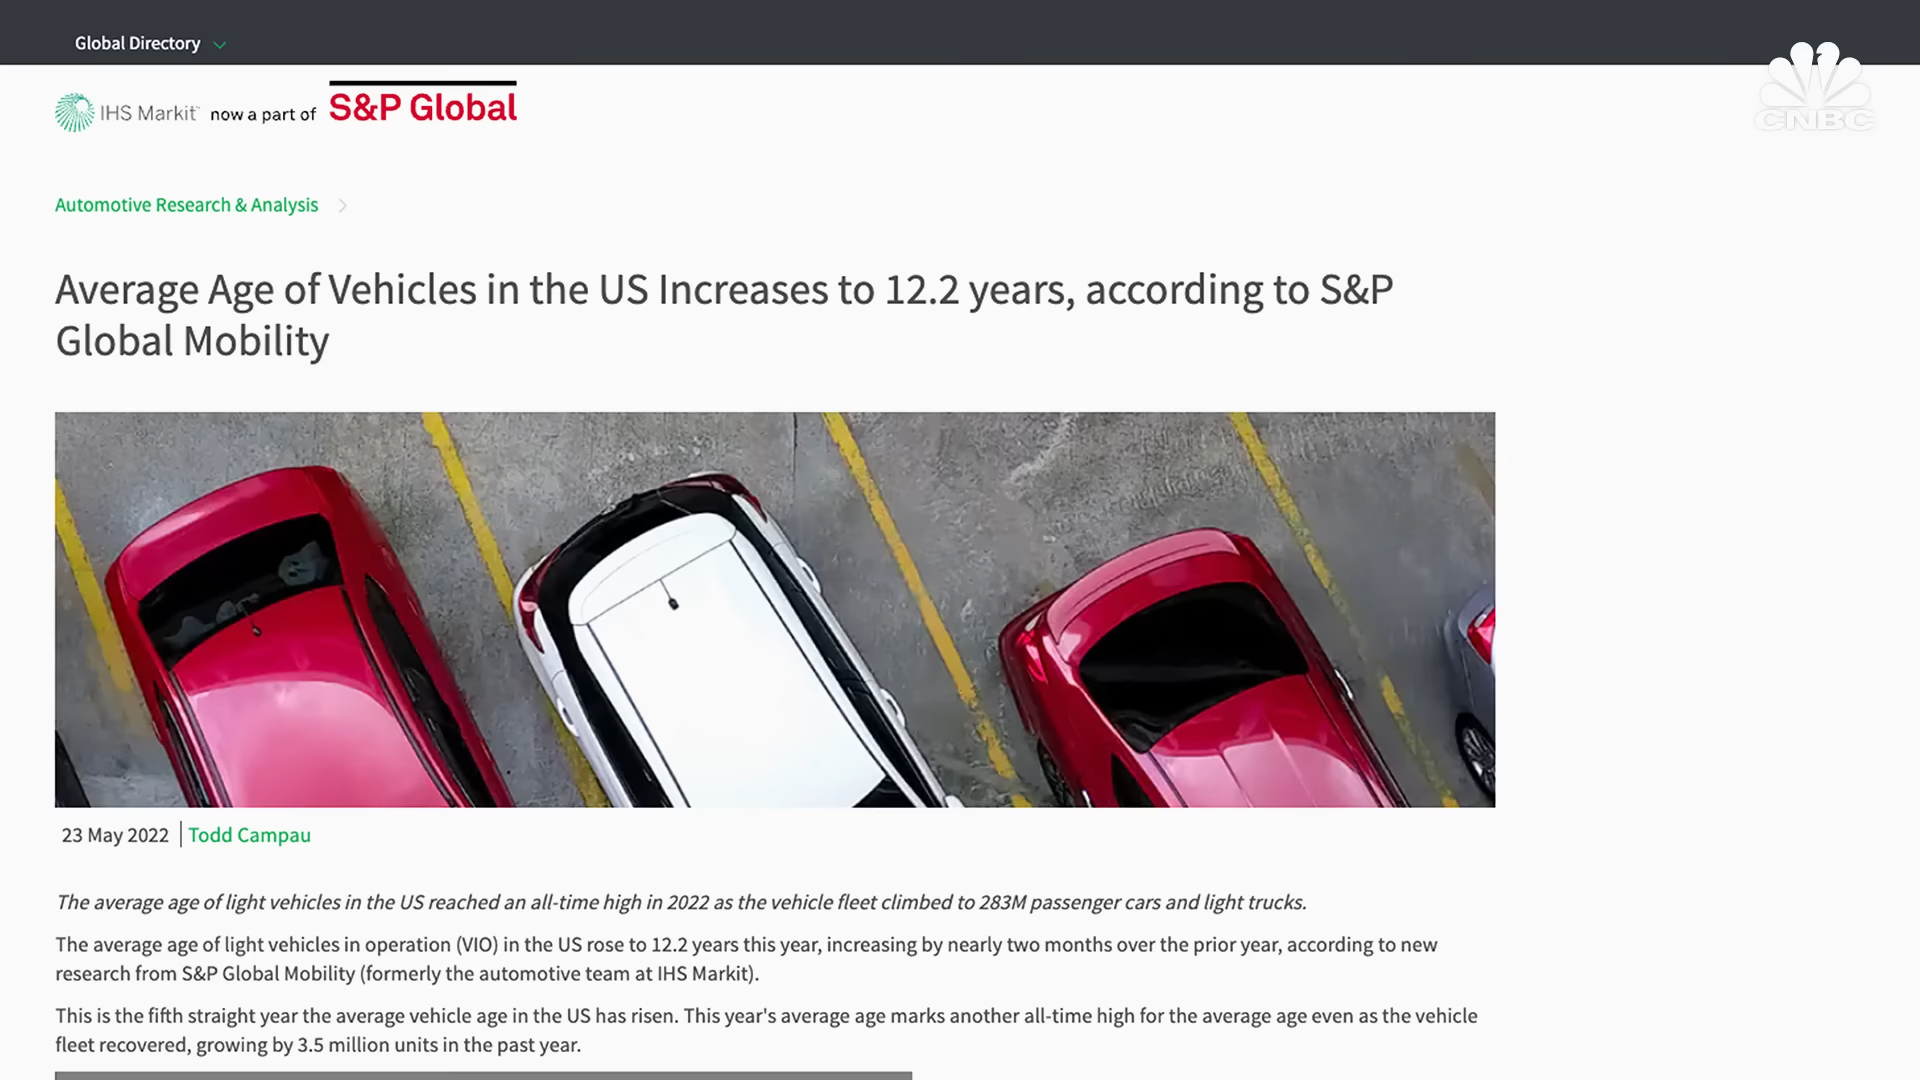 Global Directory
CNBC
IHS Markit™ now a part of S&P Global
Automotive Research & Analysis
Average Age of Vehicles in the US Increases to 12.2 years, according to S&P
Global Mobility
23 May 2022 | Todd Campau
The average age of light vehicles in the US reached an all-time high in 2022 as the vehicle fleet climbed to 283M passenger cars and light trucks.
The average age of light vehicles in operation (VIO) in the US rose to 12.2 years this year, increasing by nearly two months over the prior year, according to new
research from S&P Global Mobility (formerly the automotive team at IHS Markit).
This is the fifth straight year the average vehicle age in the US has risen. This year's average age marks another all-time high for the average age even as the vehicle
fleet recovered, growing by 3.5 million units in the past year.